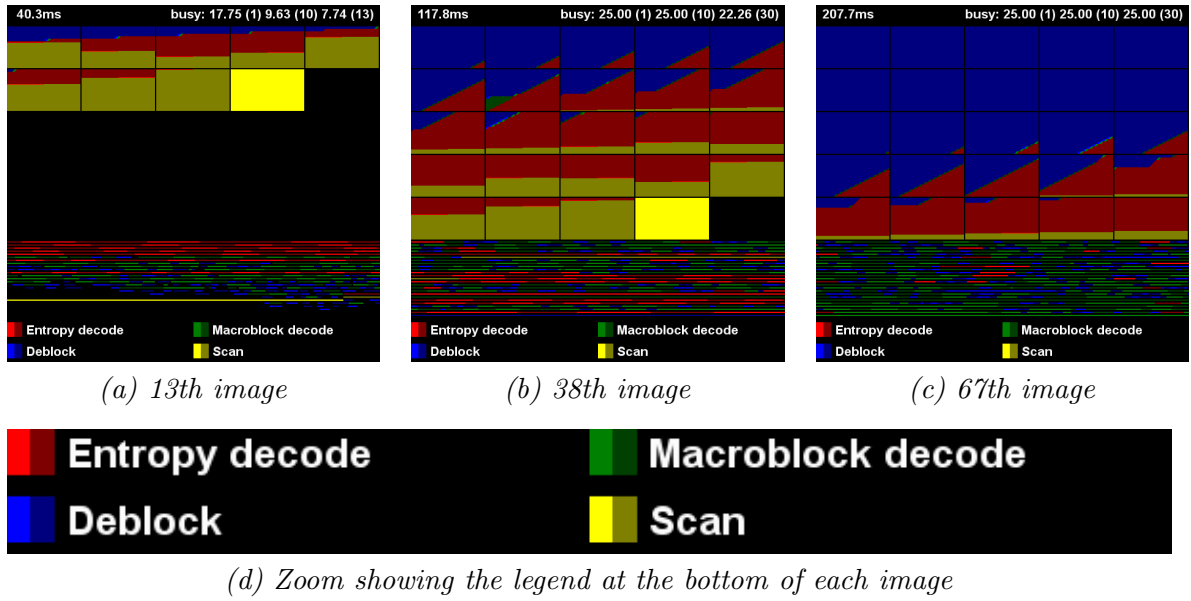 40.3ms busy: 17.75 (1) 9.63 (10) 7.74 (13)
117.8ms busy: 25.00 (1) 25.00 (10) 22.26 (30)
207.7ms busy: 25.00 (1) 25.00 (10) 25.00 (30)
Entropy decode Macroblock decode
Deblock Scan
Entropy decode Macroblock decode
Deblock Scan
Entropy decode Macroblock decode
Deblock Scan
(a) 13th image
(b) 38th image
(c) 67th image
Entropy decode Macroblock decode
Deblock Scan
(d) Zoom showing the legend at the bottom of each image